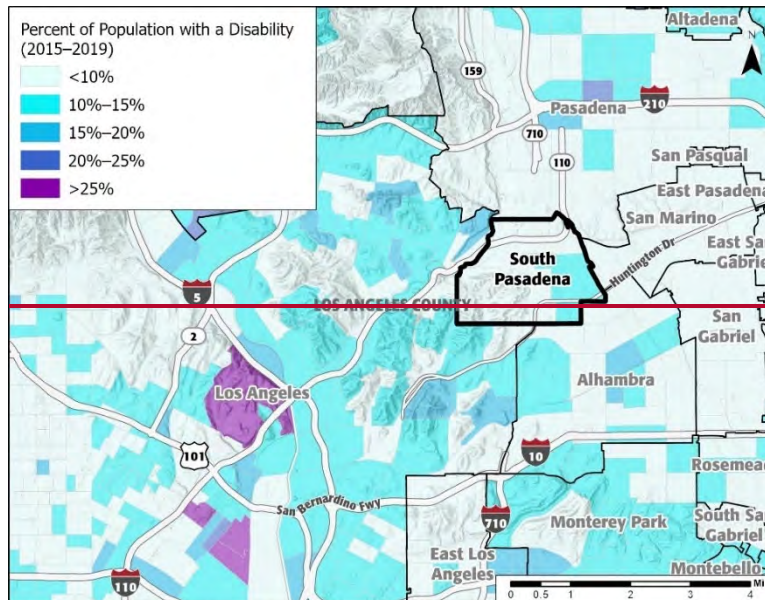 Percent of Population with a Disability
(2015–2019)
<10%
10%–15%
15%–20%
20%–25%
>25%
Altadena
N
159
Pasadena
210
710
110
San Pasqual
East Pasadena
San Marino
East San
Gabriel
South
Pasadena
Huntington Dr
5
LOS ANGELES COUNTY
2
San
Gabriel
Alhambra
Los Angeles
101
10
Rosemead
San Bernardino Fwy
710
Monterey Park
South San
Gabriel
East Los
Angeles
Montebello
110
0 0.5 1 2 3 4
Mi